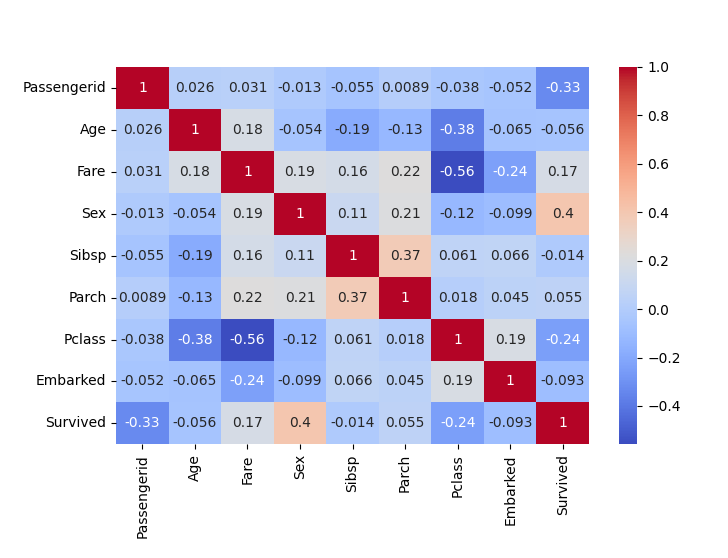 1.0
Passengerid 1 0.026 0.031 -0.013 -0.055 0.0089 -0.038 -0.052 -0.33
0.8
Age 0.026 1 0.18 -0.054 -0.19 -0.13 -0.38 -0.065 -0.056
Fare 0.031 0.18 1 0.19 0.16 0.22 -0.56 -0.24 0.17
0.6
Sex -0.013 -0.054 0.19 1 0.11 0.21 -0.12 -0.099 0.4
0.4
Sibsp -0.055 -0.19 0.16 0.11 1 0.37 0.061 0.066 -0.014
0.2
Parch 0.0089 -0.13 0.22 0.21 0.37 1 0.018 0.045 0.055
0.0
Pclass -0.038 -0.38 -0.56 -0.12 0.061 0.018 1 0.19 -0.24
−0.2
Embarked -0.052 -0.065 -0.24 -0.099 0.066 0.045 0.19 1 -0.093
−0.4
Survived -0.33 -0.056 0.17 0.4 -0.014 0.055 -0.24 -0.093 1
Passengerid
Age
Fare
Sex
Sibsp
Parch
Pclass
Embarked
Survived